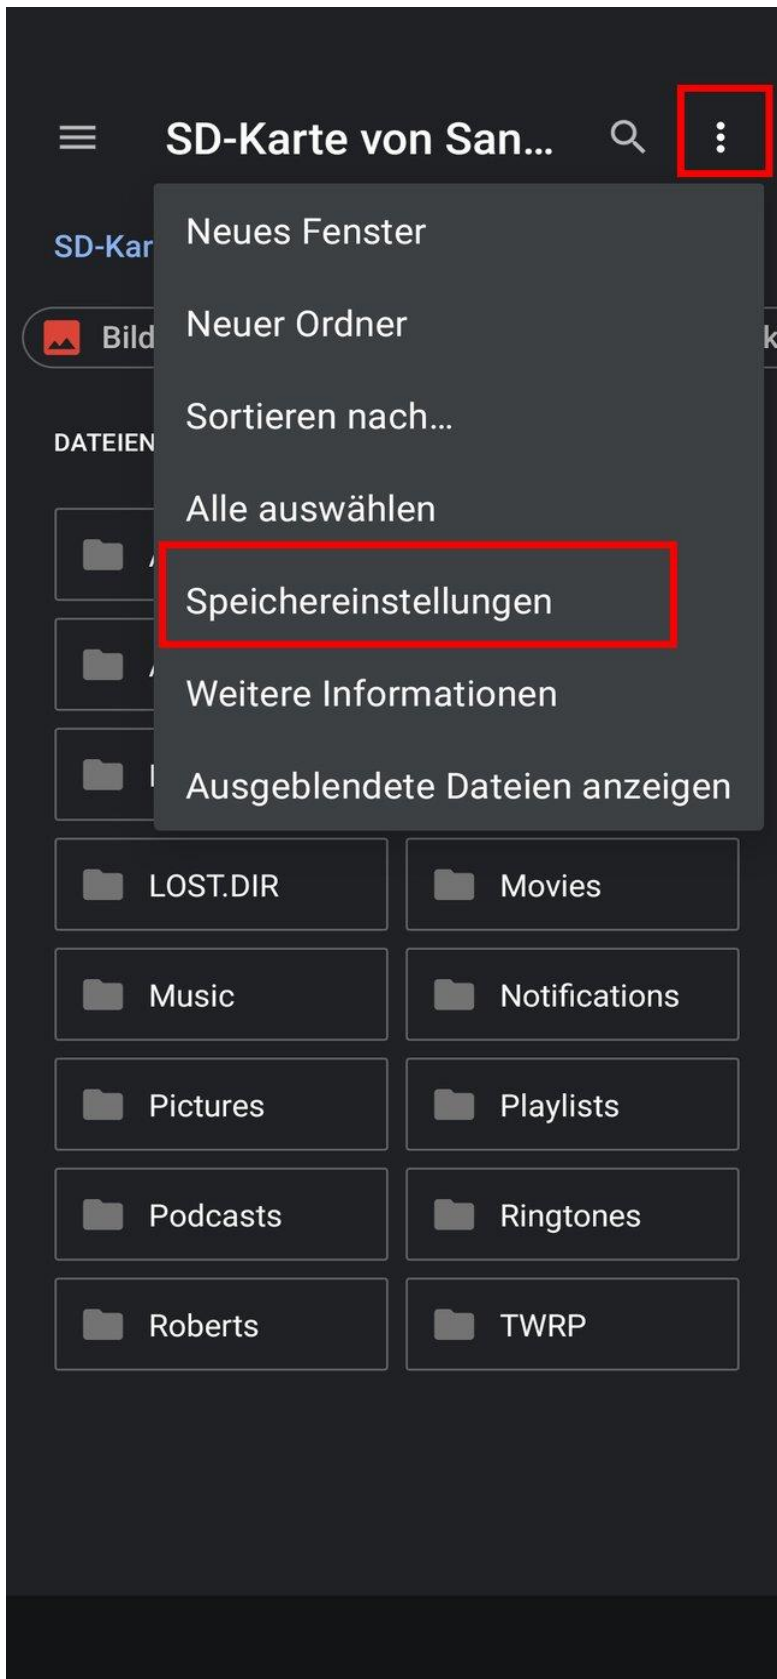 SD-Karte von San...
Neues Fenster
SD-Kar
Neuer Ordner
Bild
Sortieren nach...
DATEIEN
Alle auswählen
Speichereinstellungen
Weitere Informationen
Ausgeblendete Dateien anzeigen
LOST.DIR
Movies
Music
Notifications
Pictures
Playlists
Podcasts
Ringtones
Roberts
TWRP